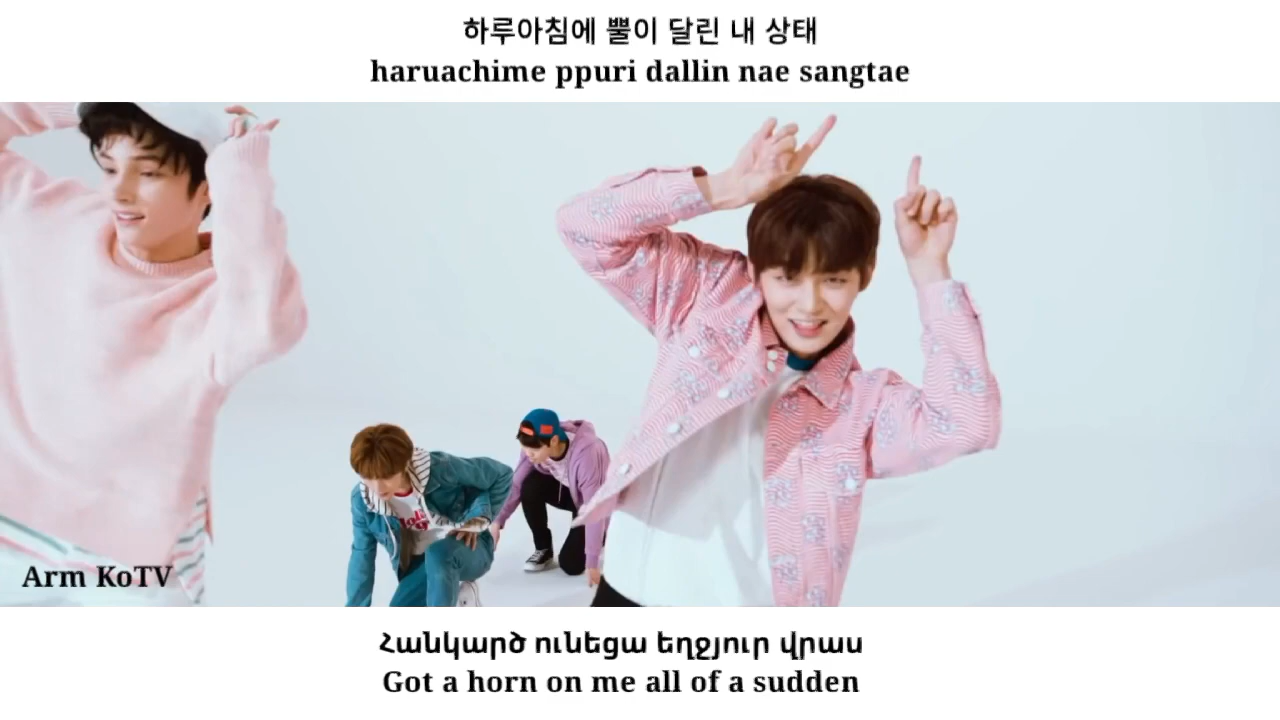 하루아침에 뿔이 달린 내 상태
haruachime ppuri dallin nae sangtae
Arm KoTV
Հանկարծ ունեցա եղջյուր վրաս
Got a horn on me all of a sudden